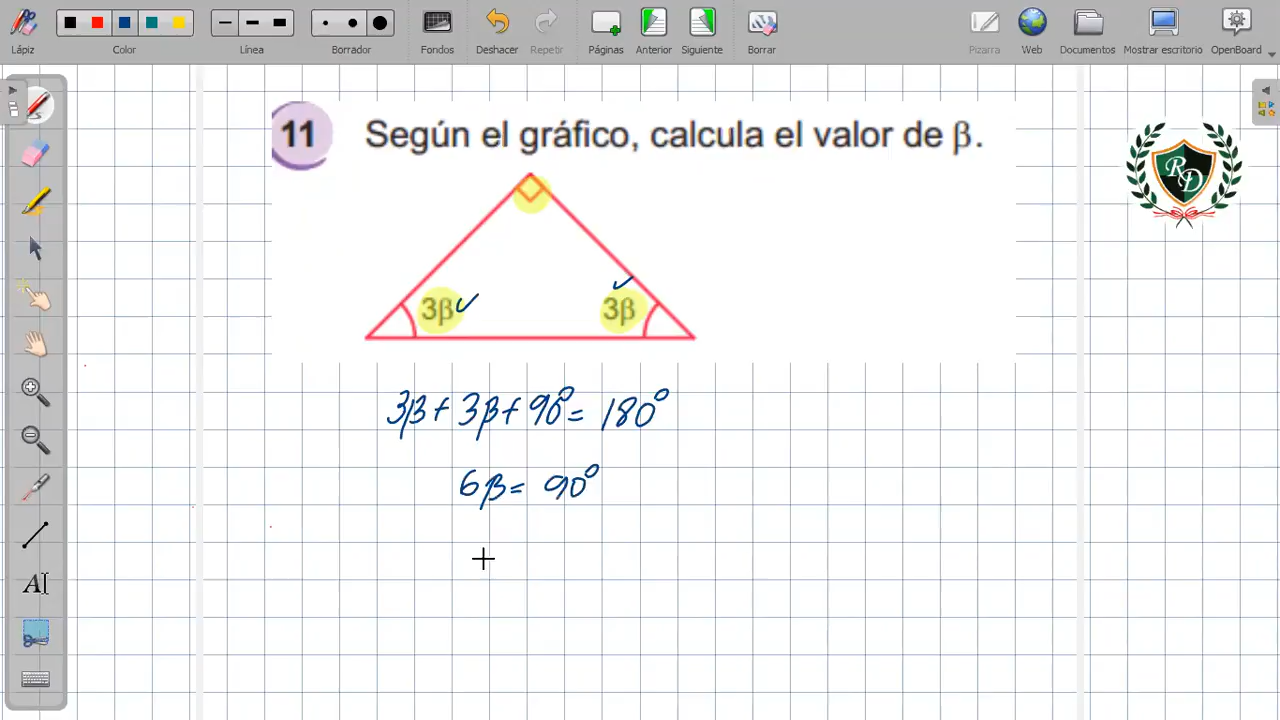 Lápiz Color Línea Borrador Fondos Deshacer Repetir Páginas Anterior Siguiente Borrar Pizarra Web Documentos Mostrar escritorio OpenBoard
11 Según el gráfico, calcula el valor de β.
RD
3β 3β
3β + 3β + 90° = 180°
6β = 90°
A